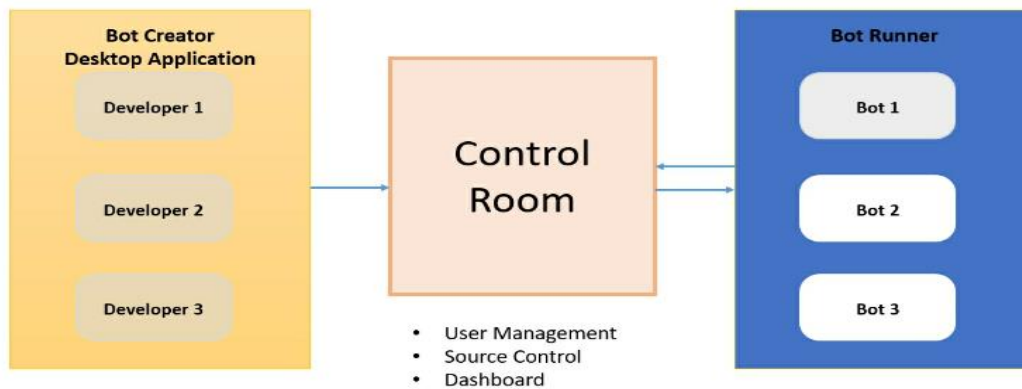 Bot Creator
Desktop Application
Developer 1
Developer 2
Developer 3
Control
Room
• User Management
• Source Control
• Dashboard
Bot Runner
Bot 1
Bot 2
Bot 3